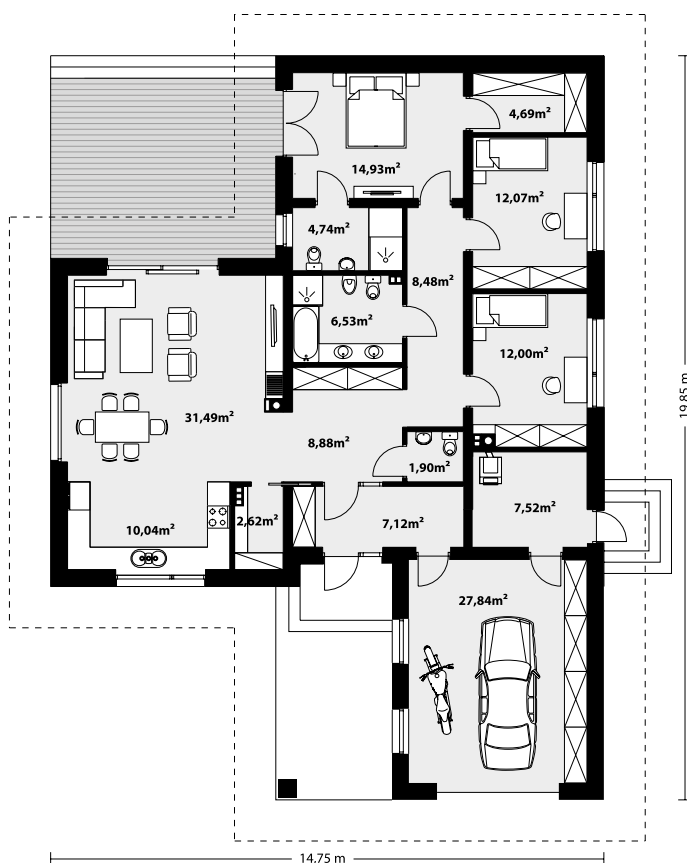 4,69m²
14,93m²
12,07m²
4,74m²
8,48m²
6,53m²
12,00m²
19,85 m
31,49m²
8,88m²
1,90m²
7,52m²
2,62m²
7,12m²
10,04m²
27,84m²
14,75 m